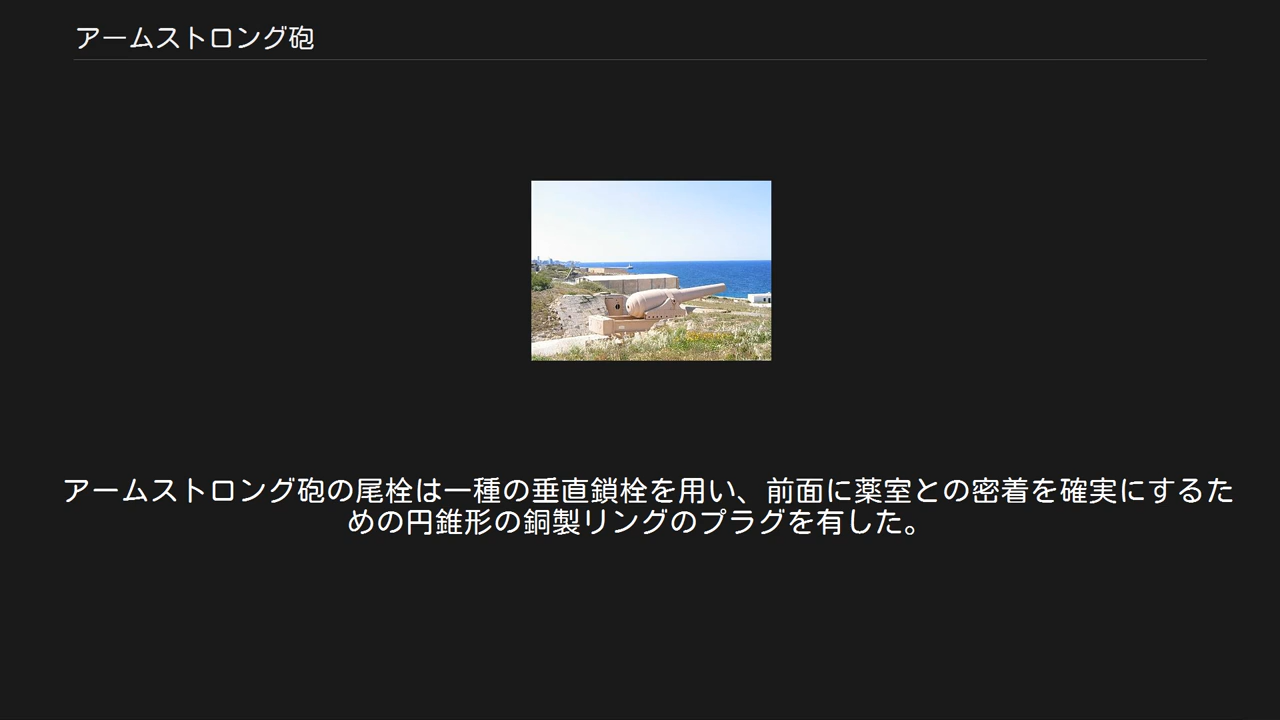 アームストロング砲
アームストロング砲の尾栓は一種の垂直鎖栓を用い、前面に薬室との密着を確実にするた
めの円錐形の銅製リングのプラグを有した。